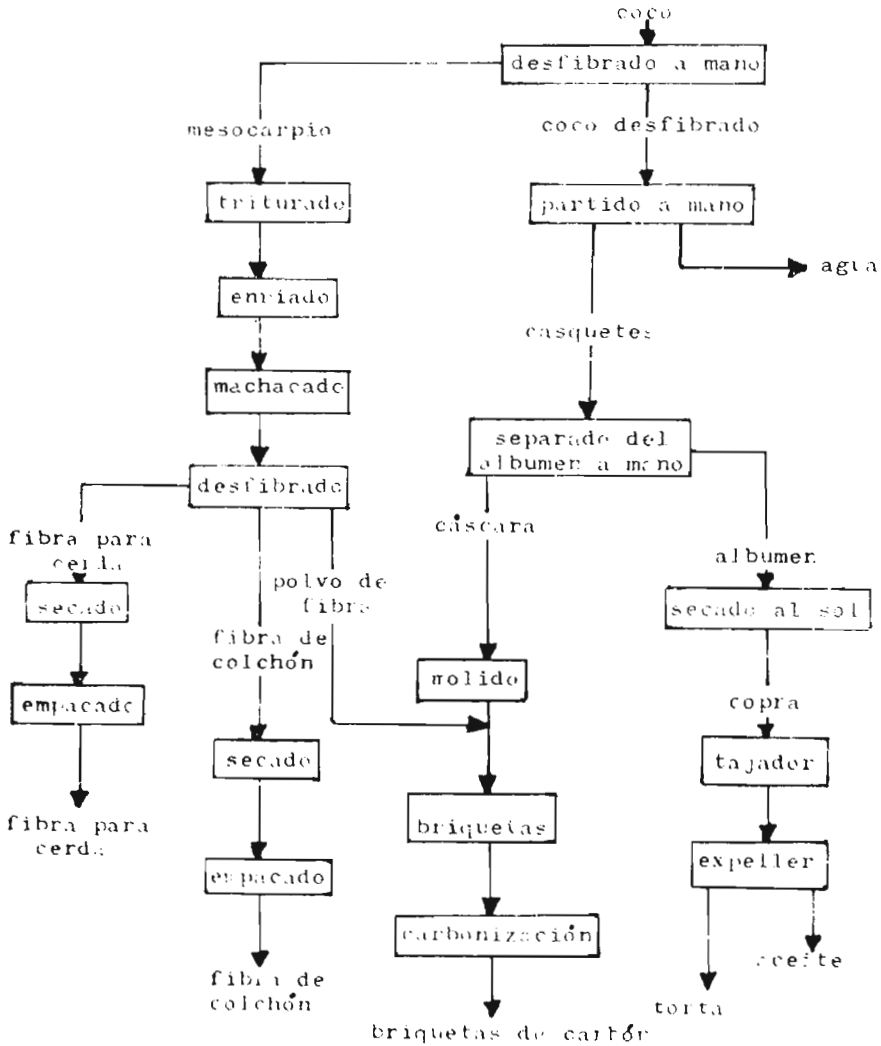 coco
desfibrado a mano
mesocarpio
coco desfibrado
triturado
partido a mano
agua
enriado
casquetes
machacado
separado del
albumen a mano
desfibrado
cáscara
fibra para
cerda
albumen
polvo de
fibra
secado
secado al sol
fibra de
colchón
molido
empacado
copra
secado
tajador
fibra para
cerda
briquetas
expeller
empacado
carbonización
aceite
fibra de
colchón
torta
briquetas de carbón